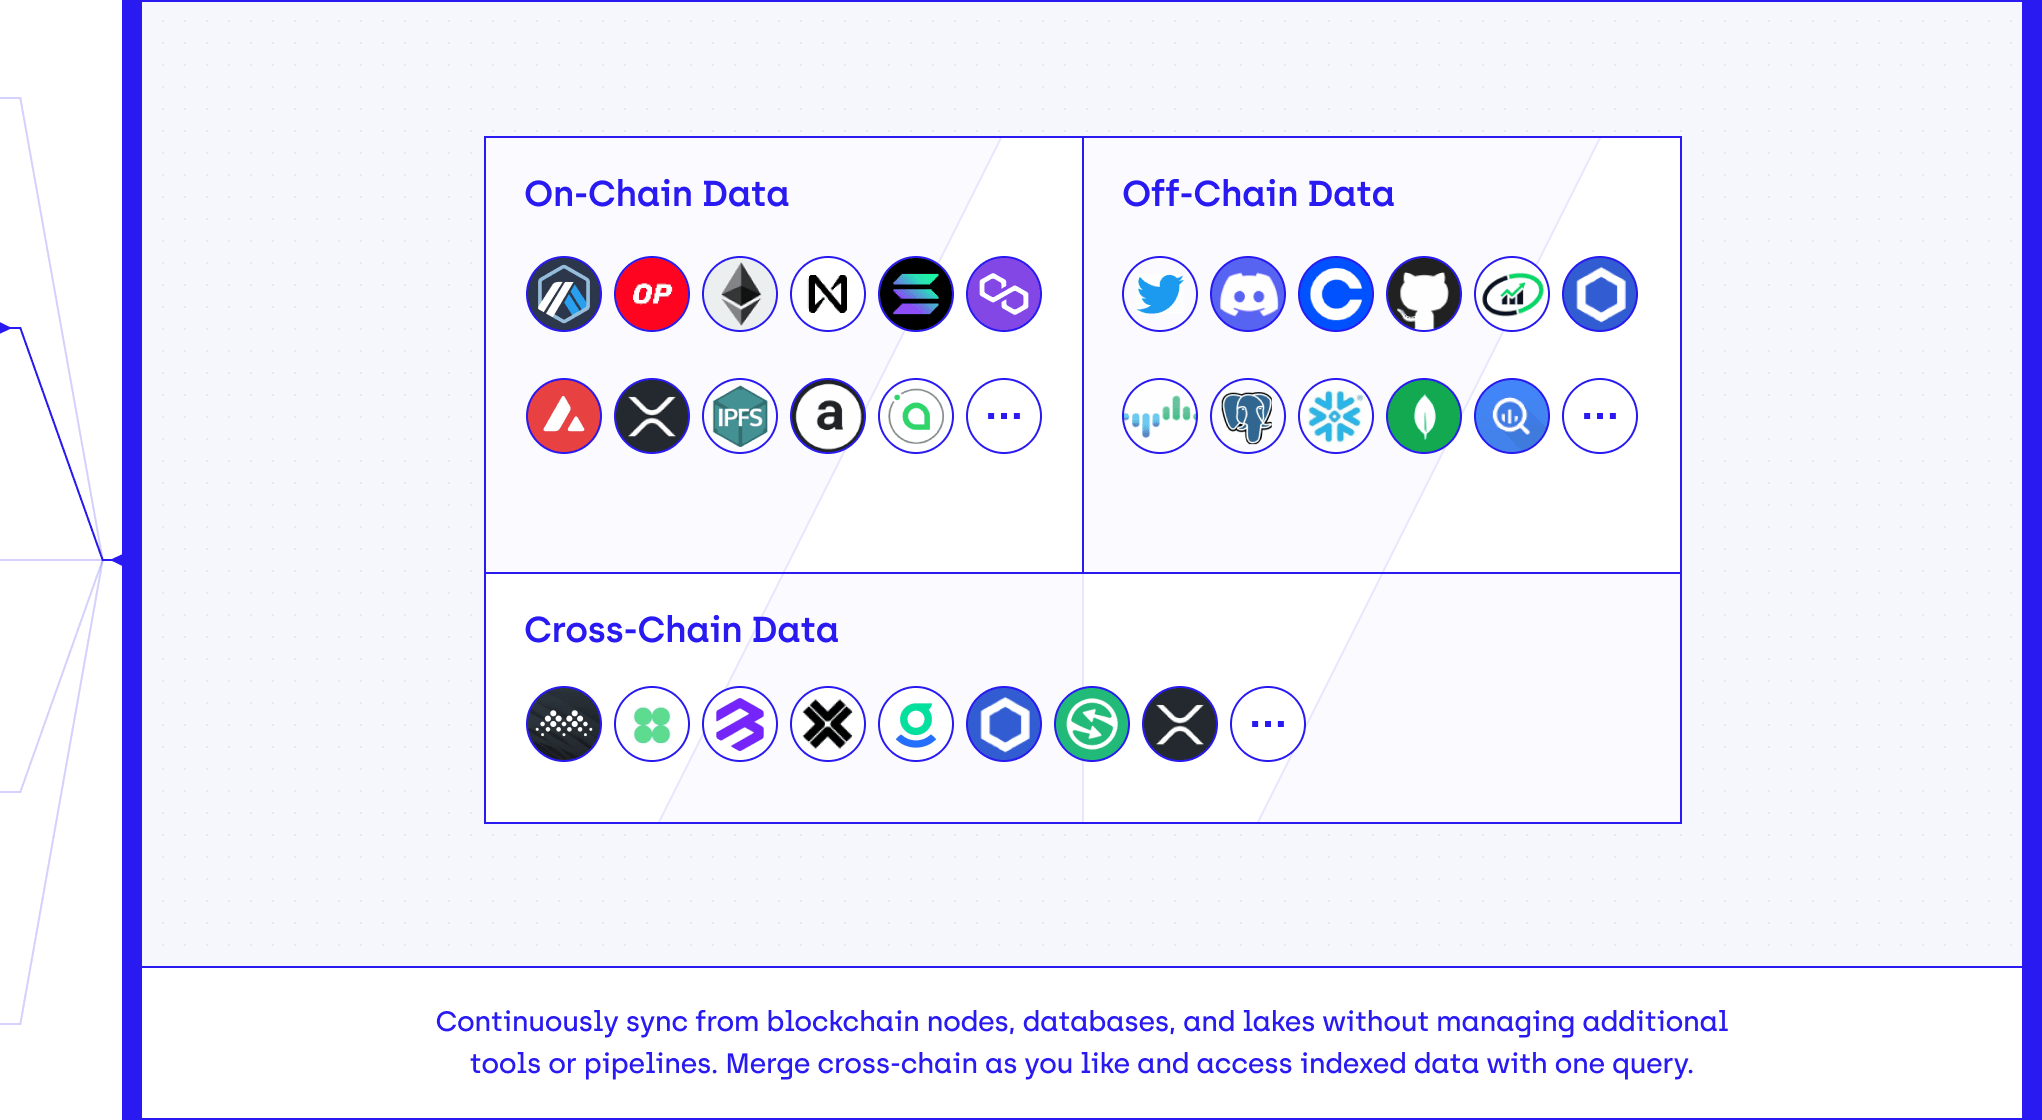 On-Chain Data
Off-Chain Data
OP
IPFS
a
Cross-Chain Data
Continuously sync from blockchain nodes, databases, and lakes without managing additional
tools or pipelines. Merge cross-chain as you like and access indexed data with one query.